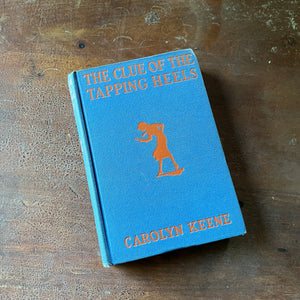 THE CLUE OF THE
TAPPING HEELS
CAROLYN KEENE